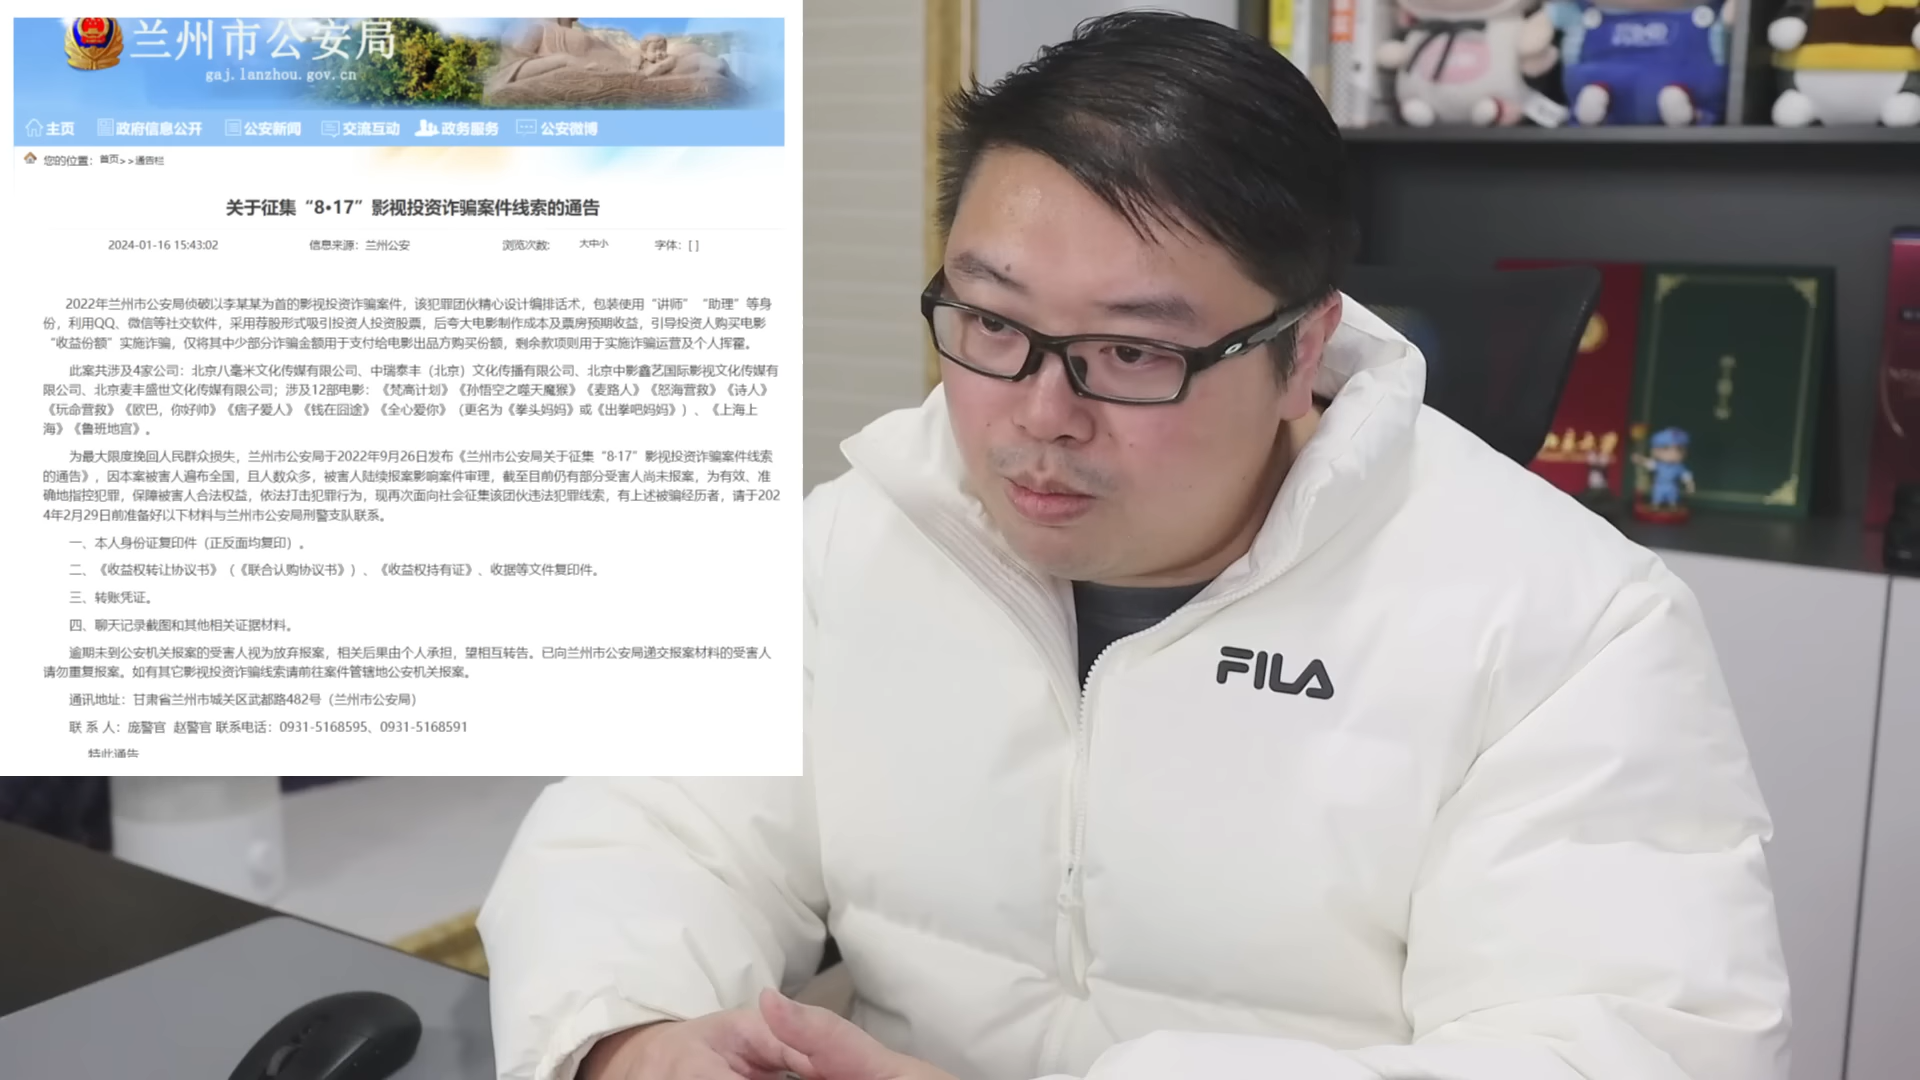 兰州市公安局
gaj.lanzhou.gov.cn
主页 政府信息公开 公安新闻 交流互动 政务服务 公安微博
您的位置：首页>>通告栏
关于征集“8•17”影视投资诈骗案件线索的通告
2024-01-16 15:43:02 信息来源：兰州公安 浏览次数: 大中小 字体：[ ]
2022年兰州市公安局侦破以李某某为首的影视投资诈骗案件，该犯罪团伙精心设计编排话术，包装使用“讲师”“助理”等身
份，利用QQ、微信等社交软件，采用荐股形式吸引投资人投资股票，后夸大电影制作成本及票房预期收益，引导投资人购买电影
“收益份额”实施诈骗，仅将其中少部分诈骗金额用于支付给电影出品方购买份额，剩余款项则用于实施诈骗运营及个人挥霍。
此案共涉及4家公司：北京八毫米文化传媒有限公司、中瑞泰丰（北京）文化传播有限公司、北京中影鑫艺国际影视文化传媒有
限公司、北京麦丰盛世文化传媒有限公司；涉及12部电影：《梵高计划》《孙悟空之噬天魔猴》《麦路人》《怒海营救》《诗人》
《玩命营救》《欧巴，你好帅》《痞子爱人》《钱在囧途》《全心爱你》（更名为《拳头妈妈》或《出拳吧妈妈》）、《上海上
海》《鲁班地宫》。
为最大限度挽回人民群众损失，兰州市公安局于2022年9月26日发布《兰州市公安局关于征集“8·17”影视投资诈骗案件线索
的通告》，因本案被害人遍布全国，且人数众多，被害人陆续报案影响案件审理，截至目前仍有部分受害人尚未报案，为有效、准
确地指控犯罪，保障被害人合法权益，依法打击犯罪行为，现再次面向社会征集该团伙违法犯罪线索，有上述被骗经历者，请于202
4年2月29日前准备好以下材料与兰州市公安局刑警支队联系。
一、本人身份证复印件（正反面均复印）。
二、《收益权转让协议书》（《联合认购协议书》）、《收益权持有证》、收据等文件复印件。
三、转账凭证。
四、聊天记录截图和其他相关证据材料。
逾期未到公安机关报案的受害人视为放弃报案，相关后果由个人承担，望相互转告。已向兰州市公安局递交报案材料的受害人
请勿重复报案。如有其它影视投资诈骗线索请前往案件管辖地公安机关报案。
通讯地址：甘肃省兰州市城关区武都路482号（兰州市公安局）
联 系 人：庞警官 赵警官 联系电话：0931-5168595、0931-5168591
特此通告
FILA